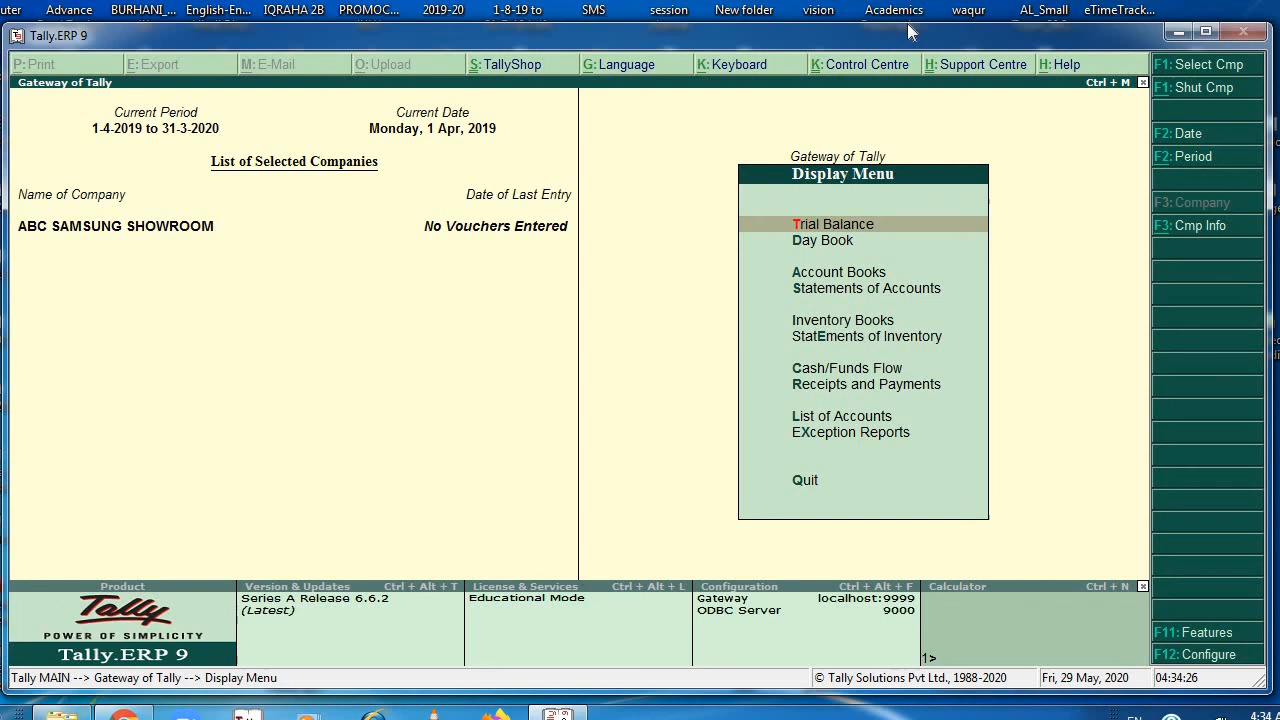 uter Advance BURHANI_... English-En... IQRAHA 2B PROMOC... 2019-20 1-8-19 to SMS session New folder vision Academics waqur AL_Small eTimeTrack...
Tally.ERP 9
P: Print E: Export M: E-Mail O: Upload S: TallyShop G: Language K: Keyboard K: Control Centre H: Support Centre H: Help
Gateway of Tally Ctrl + M
Current Period Current Date
1-4-2019 to 31-3-2020 Monday, 1 Apr, 2019
List of Selected Companies
Name of Company Date of Last Entry
ABC SAMSUNG SHOWROOM No Vouchers Entered
Gateway of Tally
Display Menu
Trial Balance
Day Book
Account Books
Statements of Accounts
Inventory Books
StatEments of Inventory
Cash/Funds Flow
Receipts and Payments
List of Accounts
EXception Reports
Quit
F1: Select Cmp
F1: Shut Cmp
F2: Date
F2: Period
F3: Company
F3: Cmp Info
F11: Features
F12: Configure
Product
Tally
POWER OF SIMPLICITY
Tally.ERP 9
Version & Updates Ctrl + Alt + T
Series A Release 6.6.2
(Latest)
License & Services Ctrl + Alt + L
Educational Mode
Configuration Ctrl + Alt + F
Gateway localhost:9999
ODBC Server 9000
Calculator Ctrl + N
1>
Tally MAIN --> Gateway of Tally --> Display Menu © Tally Solutions Pvt Ltd., 1988-2020 Fri, 29 May, 2020 04:34:26
EN 4:34 A